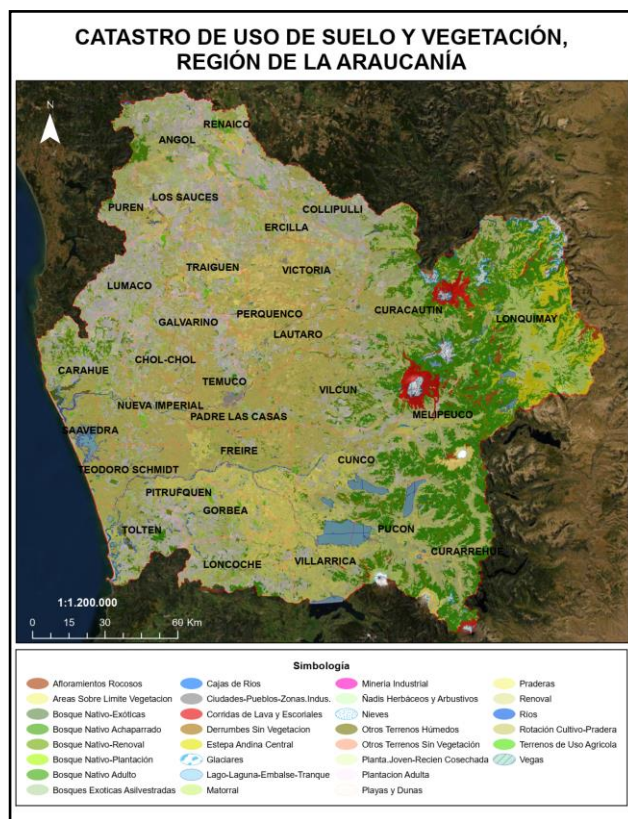 CATASTRO DE USO DE SUELO Y VEGETACIÓN,
REGIÓN DE LA ARAUCANÍA
N
RENAICO
ANGOL
LOS SAUCES
PUREN
COLLIPULLI
ERCILLA
TRAIGUEN
VICTORIA
LUMACO
CURACAUTÍN
LONQUIMAY
PERQUENCO
GALVARINO
LAUTARO
CARAHUE
CHOL-CHOL
TEMUCO
VILCUN
NUEVA IMPERIAL
MELIPEUCO
PADRE LAS CASAS
SAAVEDRA
FREIRE
CUNCO
TEODORO SCHMIDT
PITRUFQUEN
GORBEA
TOLTEN
PUCON
CURARREHUE
LONCOCHE
VILLARRICA
1:1.200.000
0 15 30 60 Km
Simbología
Afloramientos Rocosos
Areas Sobre Limite Vegetacion
Bosque Nativo-Exóticas
Bosque Nativo Achaparrado
Bosque Nativo-Renoval
Bosque Nativo-Plantación
Bosque Nativo Adulto
Bosques Exoticas Asilvestradas
Cajas de Ríos
Ciudades-Pueblos-Zonas.Indus.
Corridas de Lava y Escoriales
Derrumbes Sin Vegetacion
Estepa Andina Central
Glaciares
Lago-Laguna-Embalse-Tranque
Matorral
Minería Industrial
Ñadis Herbáceos y Arbustivos
Nieves
Otros Terrenos Húmedos
Otros Terrenos Sin Vegetación
Planta.Joven-Recien Cosechada
Plantacion Adulta
Playas y Dunas
Praderas
Renoval
Ríos
Rotación Cultivo-Pradera
Terrenos de Uso Agrícola
Vegas